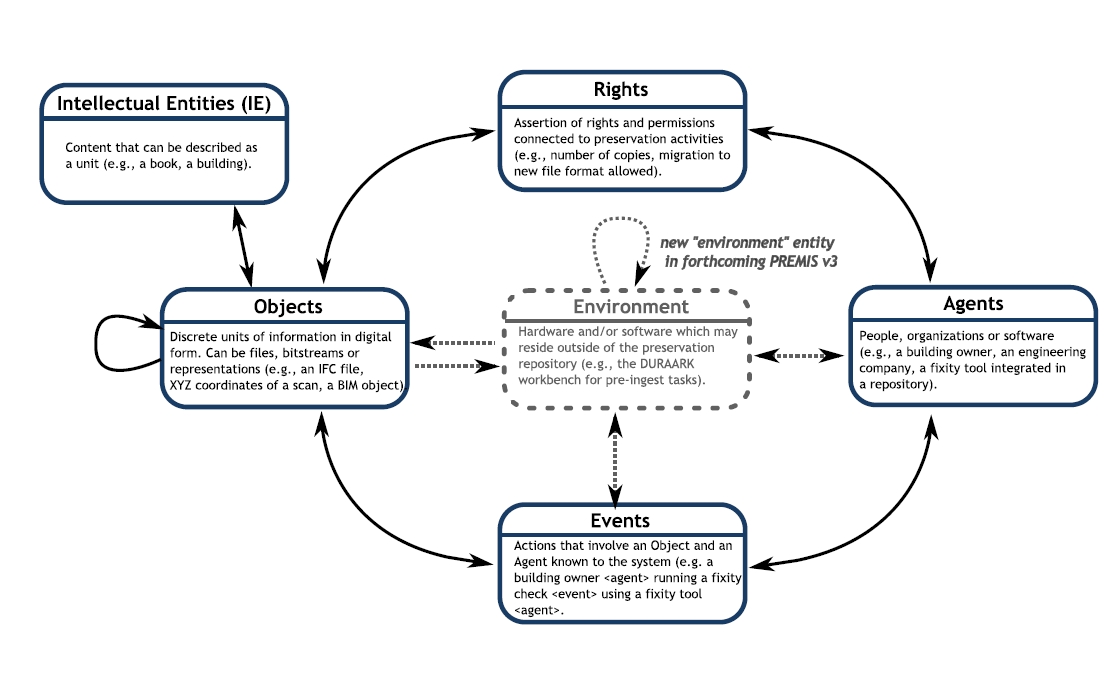 Intellectual Entities (IE)
Content that can be described as
a unit (e.g., a book, a building).
Rights
Assertion of rights and permissions
connected to preservation activities
(e.g., number of copies, migration to
new file format allowed).
new "environment" entity
in forthcoming PREMIS v3
Objects
Discrete units of information in digital
form. Can be files, bitstreams or
representations (e.g., an IFC file,
XYZ coordinates of a scan, a BIM object)
Environment
Hardware and/or software which may
reside outside of the preservation
repository (e.g., the DURAARK
workbench for pre-ingest tasks).
Agents
People, organizations or software
(e.g., a building owner, an engineering
company, a fixity tool integrated in
a repository).
Events
Actions that involve an Object and an
Agent known to the system (e.g. a
building owner <agent> running a fixity
check <event> using a fixity tool
<agent>.